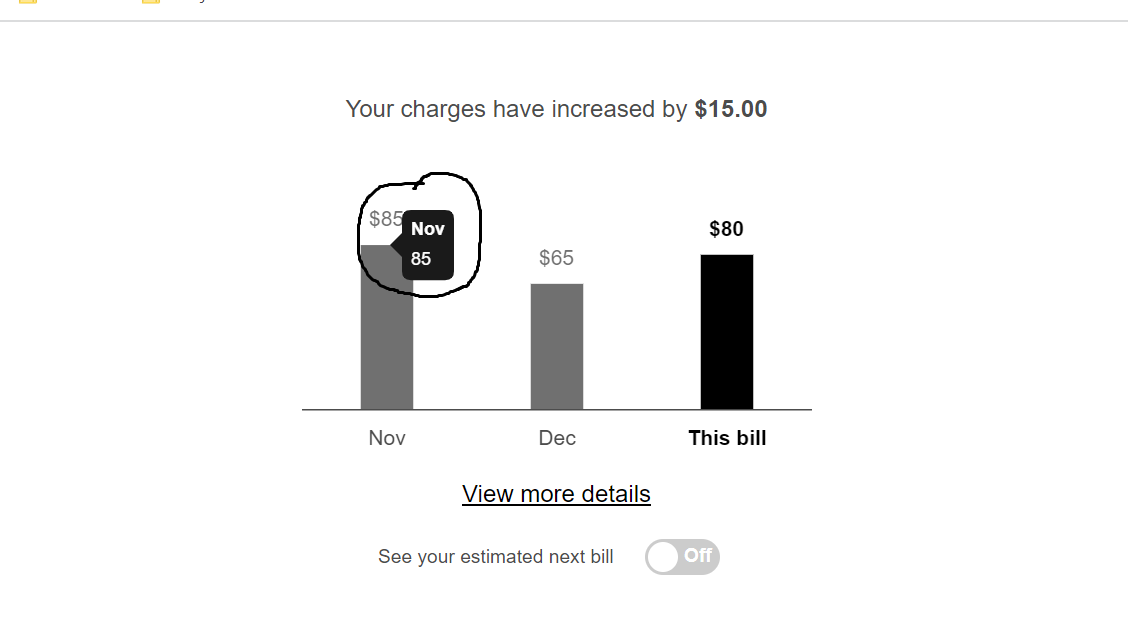 Your charges have increased by $15.00
$85
Nov
85
$65
$80
Nov
Dec
This bill
View more details
See your estimated next bill
Off